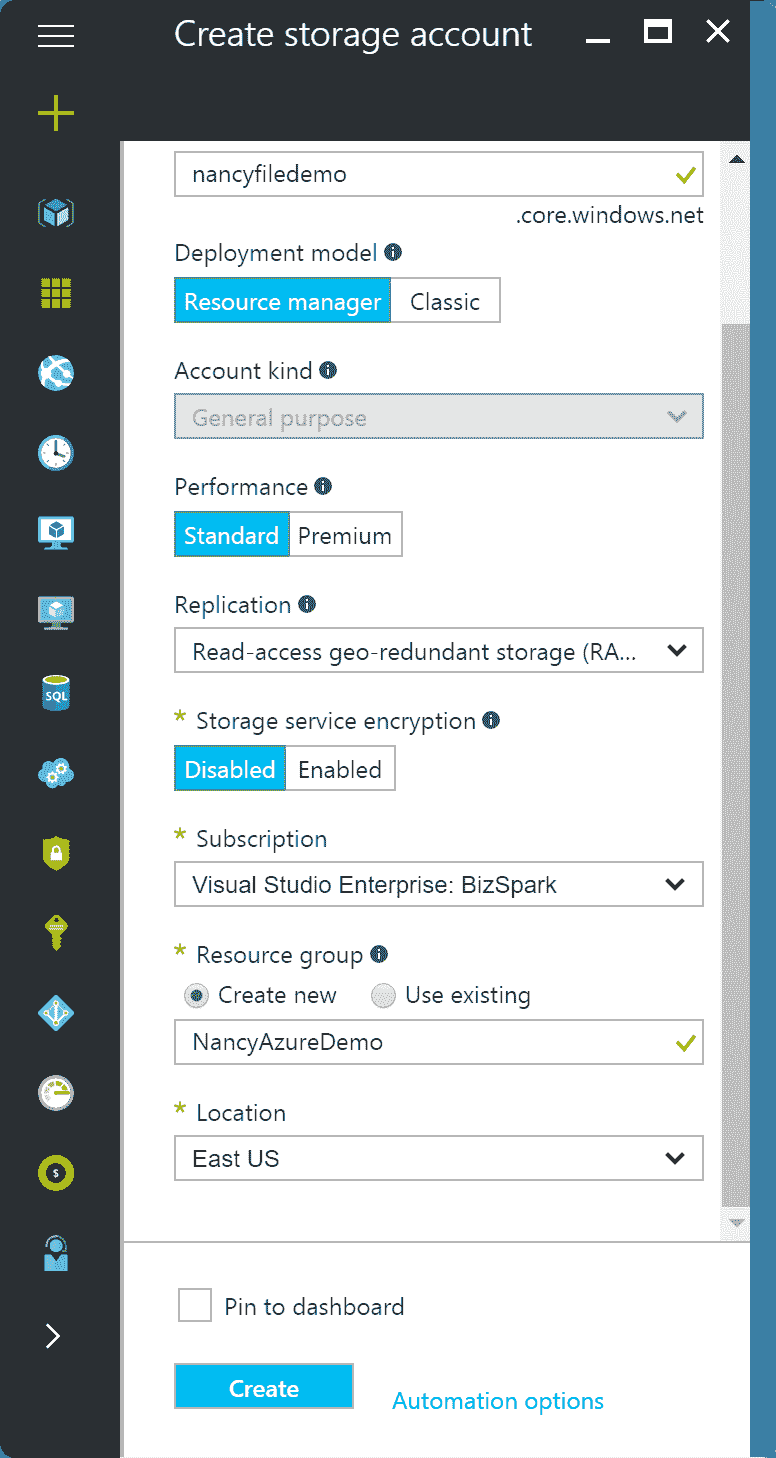 Create storage account
nancyfiledemo
.core.windows.net
Deployment model
Resource manager Classic
Account kind
General purpose
Performance
Standard Premium
Replication
Read-access geo-redundant storage (RA...
* Storage service encryption
Disabled Enabled
* Subscription
Visual Studio Enterprise: BizSpark
* Resource group
Create new Use existing
NancyAzureDemo
* Location
East US
SQL
$
Pin to dashboard
Create Automation options